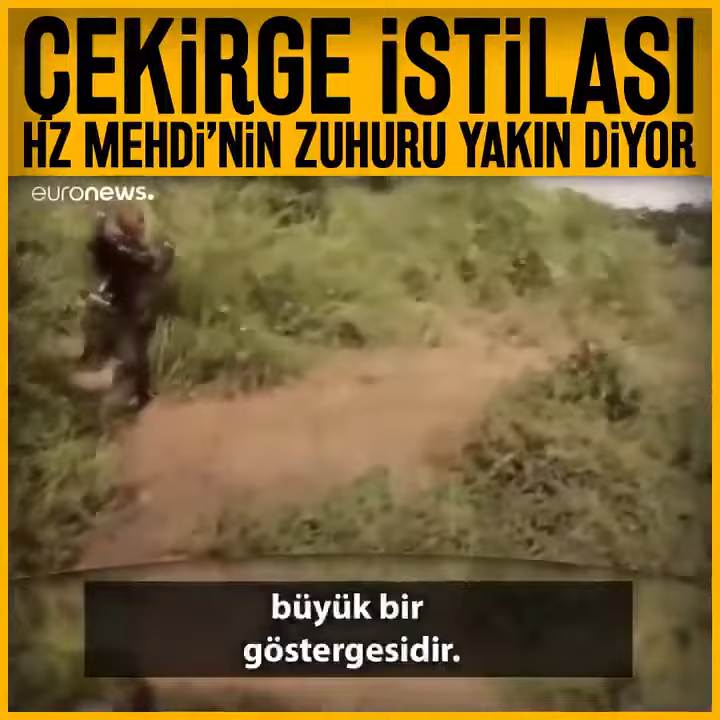 ÇEKİRGE İSTİLASI
HZ MEHDİ'NİN ZUHURU YAKIN DİYOR
euronews.
büyük bir
göstergesidir.